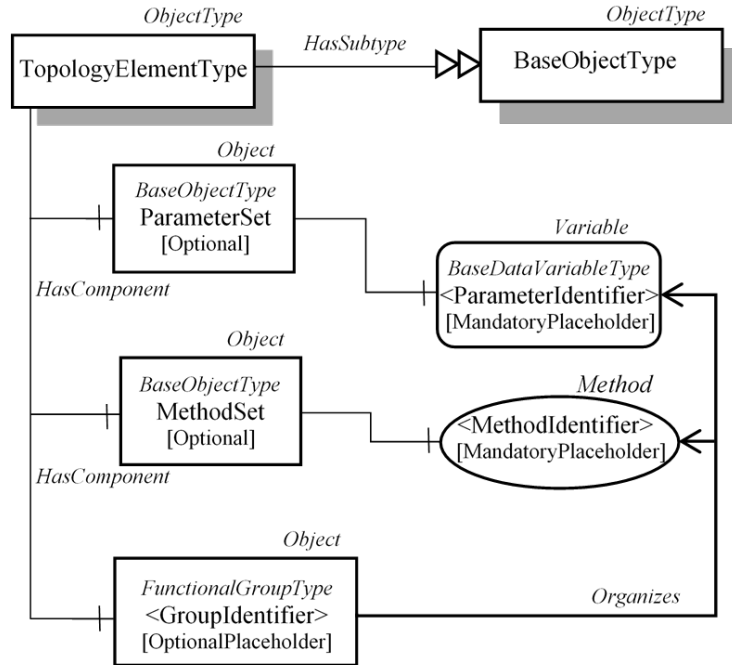 ObjectType
ObjectType
TopologyElementType
HasSubtype
BaseObjectType
Object
BaseObjectType
ParameterSet
[Optional]
Variable
BaseDataVariableType
<ParameterIdentifier>
[MandatoryPlaceholder]
HasComponent
Object
BaseObjectType
MethodSet
[Optional]
Method
<MethodIdentifier>
[MandatoryPlaceholder]
HasComponent
Object
FunctionalGroupType
<GroupIdentifier>
[OptionalPlaceholder]
Organizes